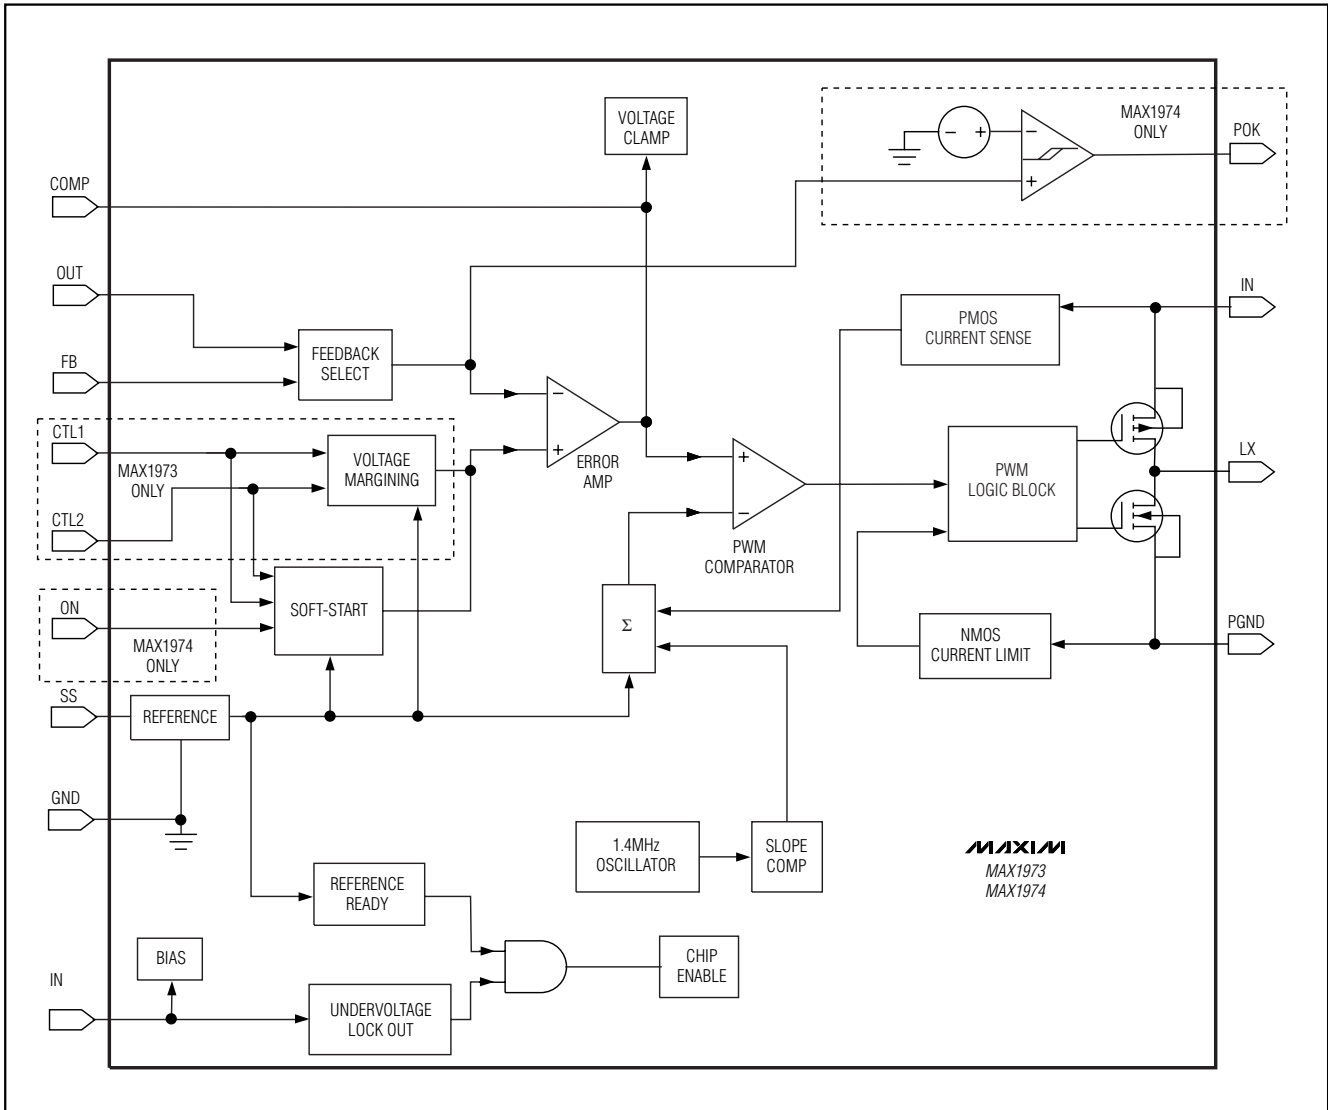 VOLTAGE
CLAMP
MAX1974
ONLY
POK
- +
-
+
COMP
OUT
IN
PMOS
CURRENT SENSE
FEEDBACK
SELECT
FB
-
+
ERROR
AMP
CTL1
MAX1973
ONLY
CTL2
VOLTAGE
MARGINING
+
-
PWM
COMPARATOR
PWM
LOGIC BLOCK
LX
ON
MAX1974
ONLY
SOFT-START
Σ
NMOS
CURRENT LIMIT
PGND
SS
REFERENCE
GND
1.4MHz
OSCILLATOR
SLOPE
COMP
MAXIM
MAX1973
MAX1974
REFERENCE
READY
BIAS
IN
UNDERVOLTAGE
LOCK OUT
CHIP
ENABLE